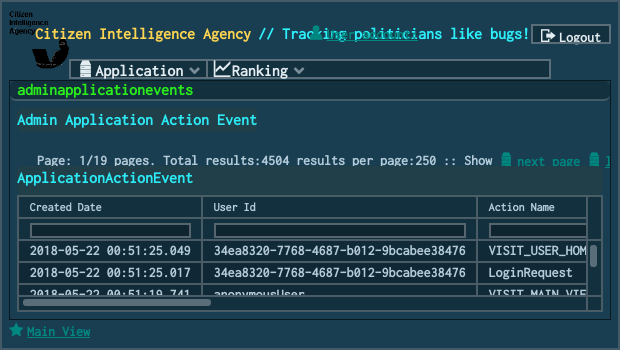 Citizen
Intelligence
Agency
Citizen Intelligence Agency // Tracking politicians like bugs!
Logout
Application Ranking
adminapplicationevents
Admin Application Action Event
Page: 1/19 pages. Total results:4504 results per page:250 :: Show next page
ApplicationActionEvent
Created Date User Id Action Name
2018-05-22 00:51:25.049 34ea8320-7768-4687-b012-9bcabee38476 VISIT_USER_HOM
2018-05-22 00:51:25.017 34ea8320-7768-4687-b012-9bcabee38476 LoginRequest
2018-05-22 00:51:19.741 anonymousUser VISIT_MAIN_VIE
Main View